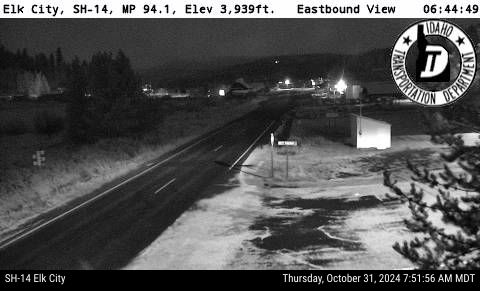 Elk City, SH-14, MP 94.1, Elev 3,939ft.   Eastbound View   06:44:49
IDAHO
TRANSPORTATION DEPARTMENT
SH-14 Elk City
Thursday, October 31, 2024 7:51:56 AM MDT